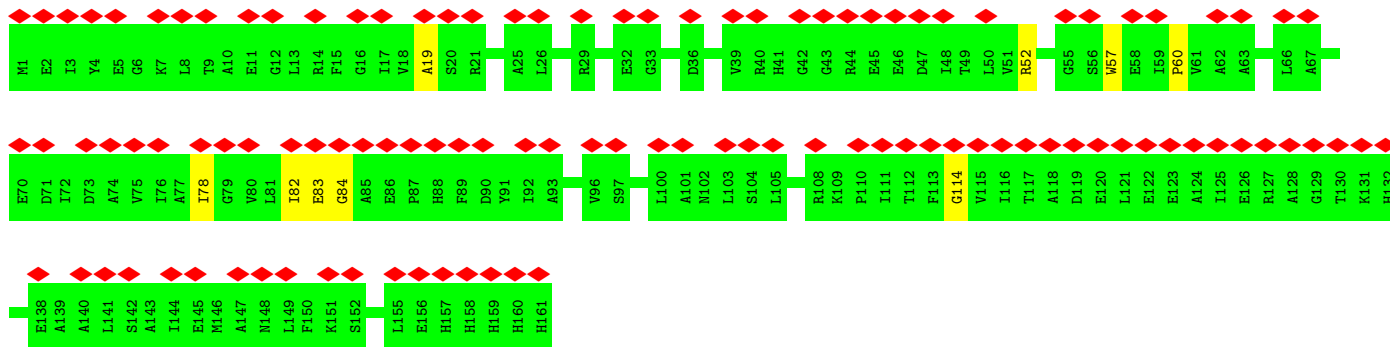 M1 E2 I3 Y4 E5 G6 K7 L8 T9 A10 E11 G12 L13 R14 F15 G16 I17 V18 A19 S20 R21 A25 L26 R29 E32 G33 D36 V39 R40 H41 G42 G43 R44 E45 E46 D47 I48 T49 L50 V51 R52 G55 S56 W57 E58 I59 P60 V61 A62 A63 L66 A67
E70 D71 I72 D73 A74 V75 I76 A77 I78 G79 V80 L81 I82 E83 G84 A85 E86 P87 H88 F89 D90 Y91 I92 A93 V96 S97 L100 A101 N102 L103 S104 L105 R108 K109 P110 I111 T112 F113 G114 V115 I116 T117 A118 D119 E120 L121 E122 E123 A124 I125 E126 R127 A128 G129 T130 K131 H132
E138 A139 A140 L141 S142 A143 I144 E145 M146 A147 N148 L149 F150 K151 S152 L155 E156 H157 H158 H159 H160 H161